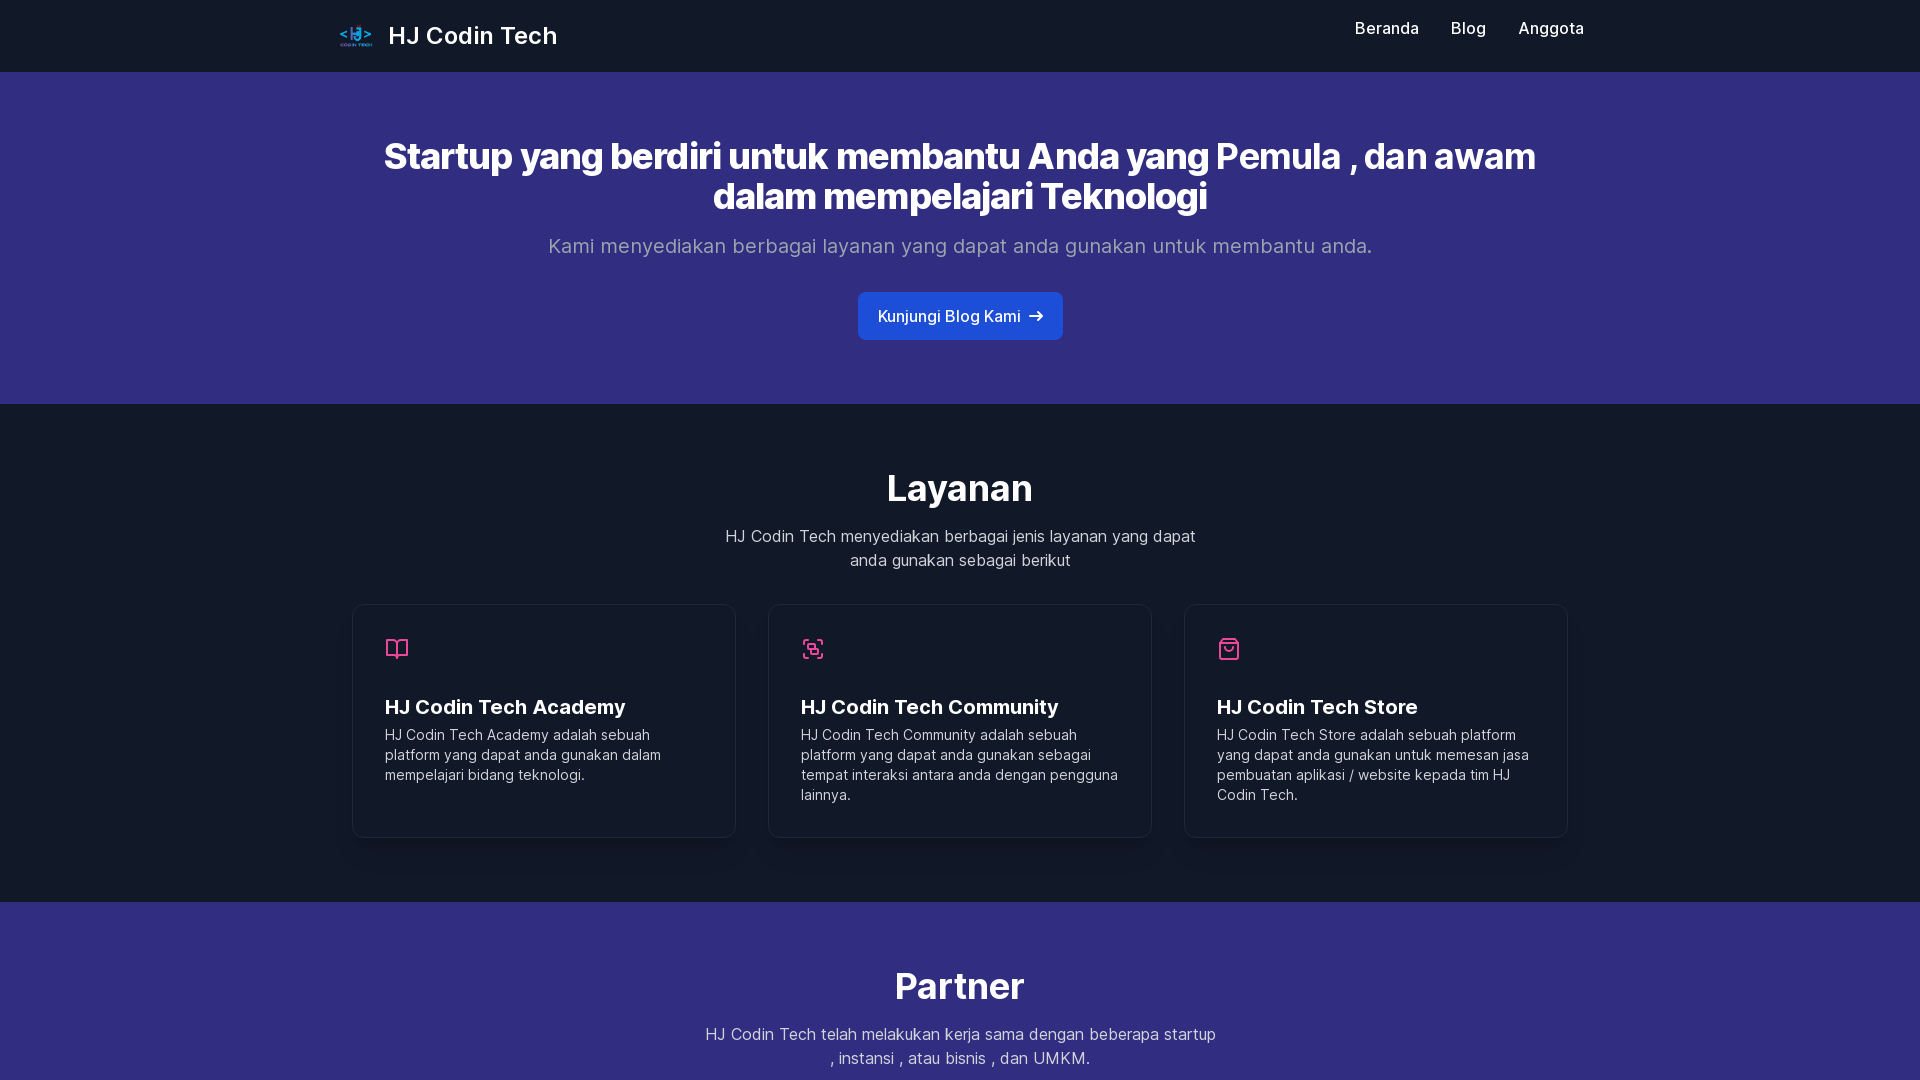 HJ Codin Tech
Beranda
Blog
Anggota
Startup yang berdiri untuk membantu Anda yang Pemula , dan awam
dalam mempelajari Teknologi
Kami menyediakan berbagai layanan yang dapat anda gunakan untuk membantu anda.
Kunjungi Blog Kami
Layanan
HJ Codin Tech menyediakan berbagai jenis layanan yang dapat
anda gunakan sebagai berikut
HJ Codin Tech Academy
HJ Codin Tech Academy adalah sebuah
platform yang dapat anda gunakan dalam
mempelajari bidang teknologi.
HJ Codin Tech Community
HJ Codin Tech Community adalah sebuah
platform yang dapat anda gunakan sebagai
tempat interaksi antara anda dengan pengguna
lainnya.
HJ Codin Tech Store
HJ Codin Tech Store adalah sebuah platform
yang dapat anda gunakan untuk memesan jasa
pembuatan aplikasi / website kepada tim HJ
Codin Tech.
Partner
HJ Codin Tech telah melakukan kerja sama dengan beberapa startup
, instansi , atau bisnis , dan UMKM.